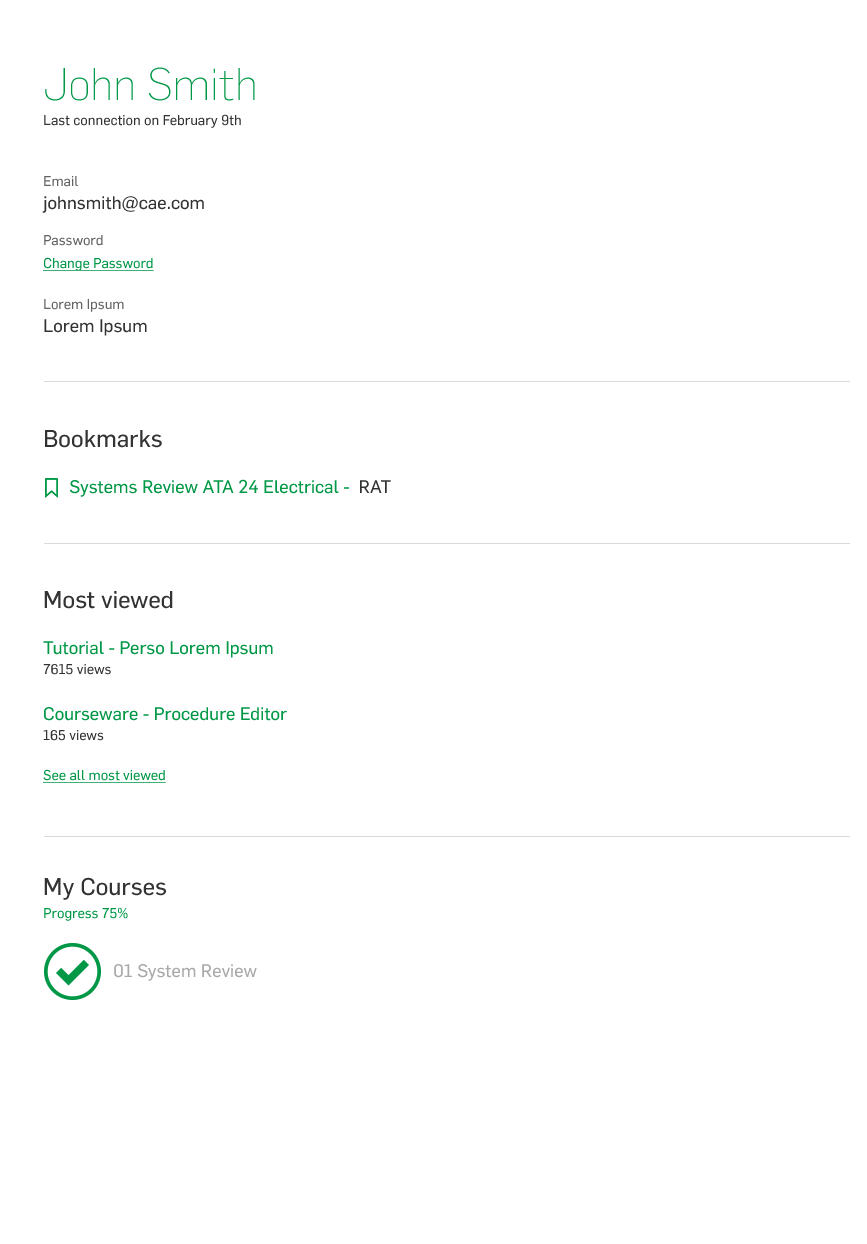 John Smith
Last connection on February 9th
Email
johnsmith@cae.com
Password
Change Password
Lorem Ipsum
Lorem Ipsum
Bookmarks
Systems Review ATA 24 Electrical - RAT
Most viewed
Tutorial - Perso Lorem Ipsum
7615 views
Courseware - Procedure Editor
165 views
See all most viewed
My Courses
Progress 75%
01 System Review